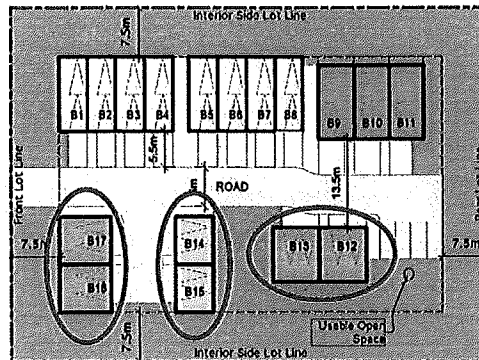 Interior Side Lot Line
7.5m
B1 B2 B3 B4 B5 B6 B7 B8 B9 B10 B11
5.5m
Front Lot Line
ROAD
13.5m
B17 B14 B13 B12
7.5m 7.5m
B15
Usable Open
Space
7.5m
Interior Side Lot Line